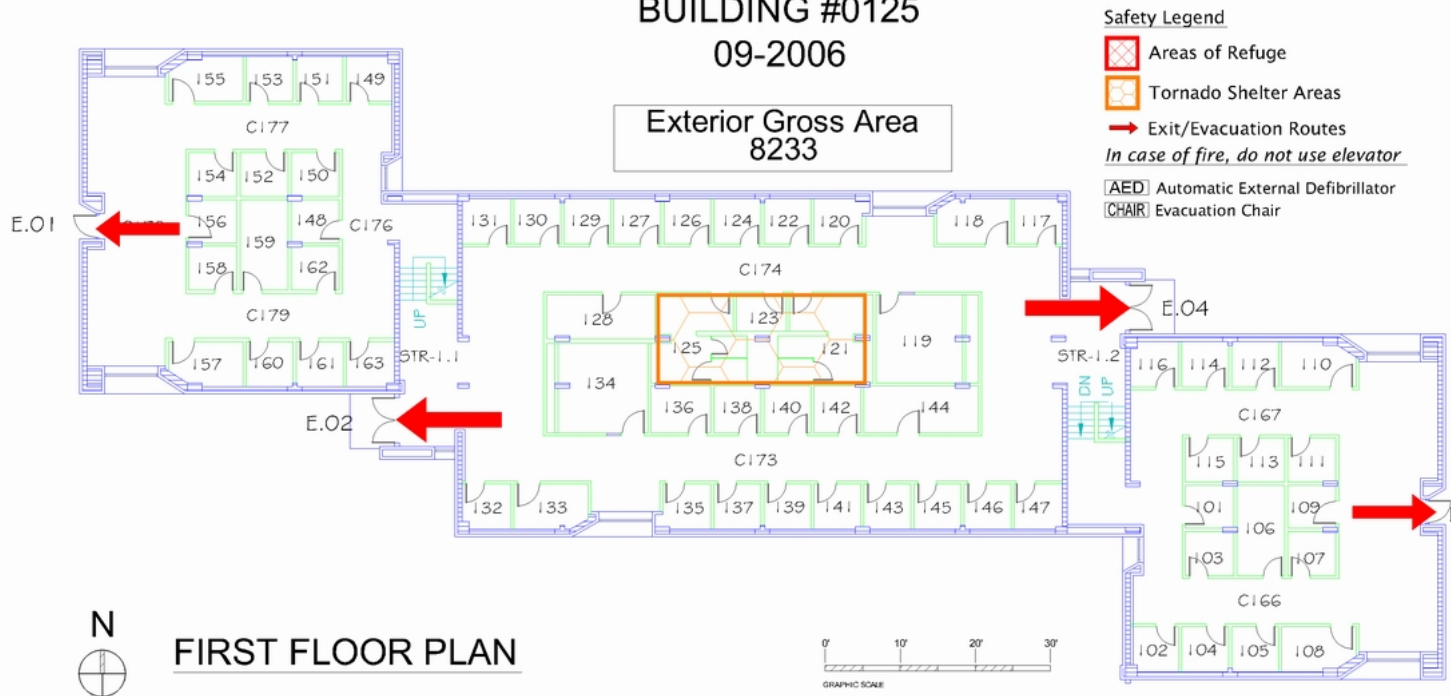 BUILDING #0125
09-2006
Exterior Gross Area
8233
Safety Legend
Areas of Refuge
Tornado Shelter Areas
Exit/Evacuation Routes
In case of fire, do not use elevator
AED Automatic External Defibrillator
CHAIR Evacuation Chair
155 153 151 149
C177
154 152 150
E.01
156 148 C176
159
158 162
C179
UP
157 160 161 163
STR-1.1
E.02
131 130 129 127 126 124 122 120 118 117
C174
128 123
125 121 119
134
136 138 140 142 144
C173
132 133 135 137 139 141 143 145 146 147
E.04
STR-1.2
DN UP
116 114 112 110
C167
115 113 111
101 109
106
103 107
C166
102 104 105 108
N
FIRST FLOOR PLAN
0' 10' 20' 30'
GRAPHIC SCALE